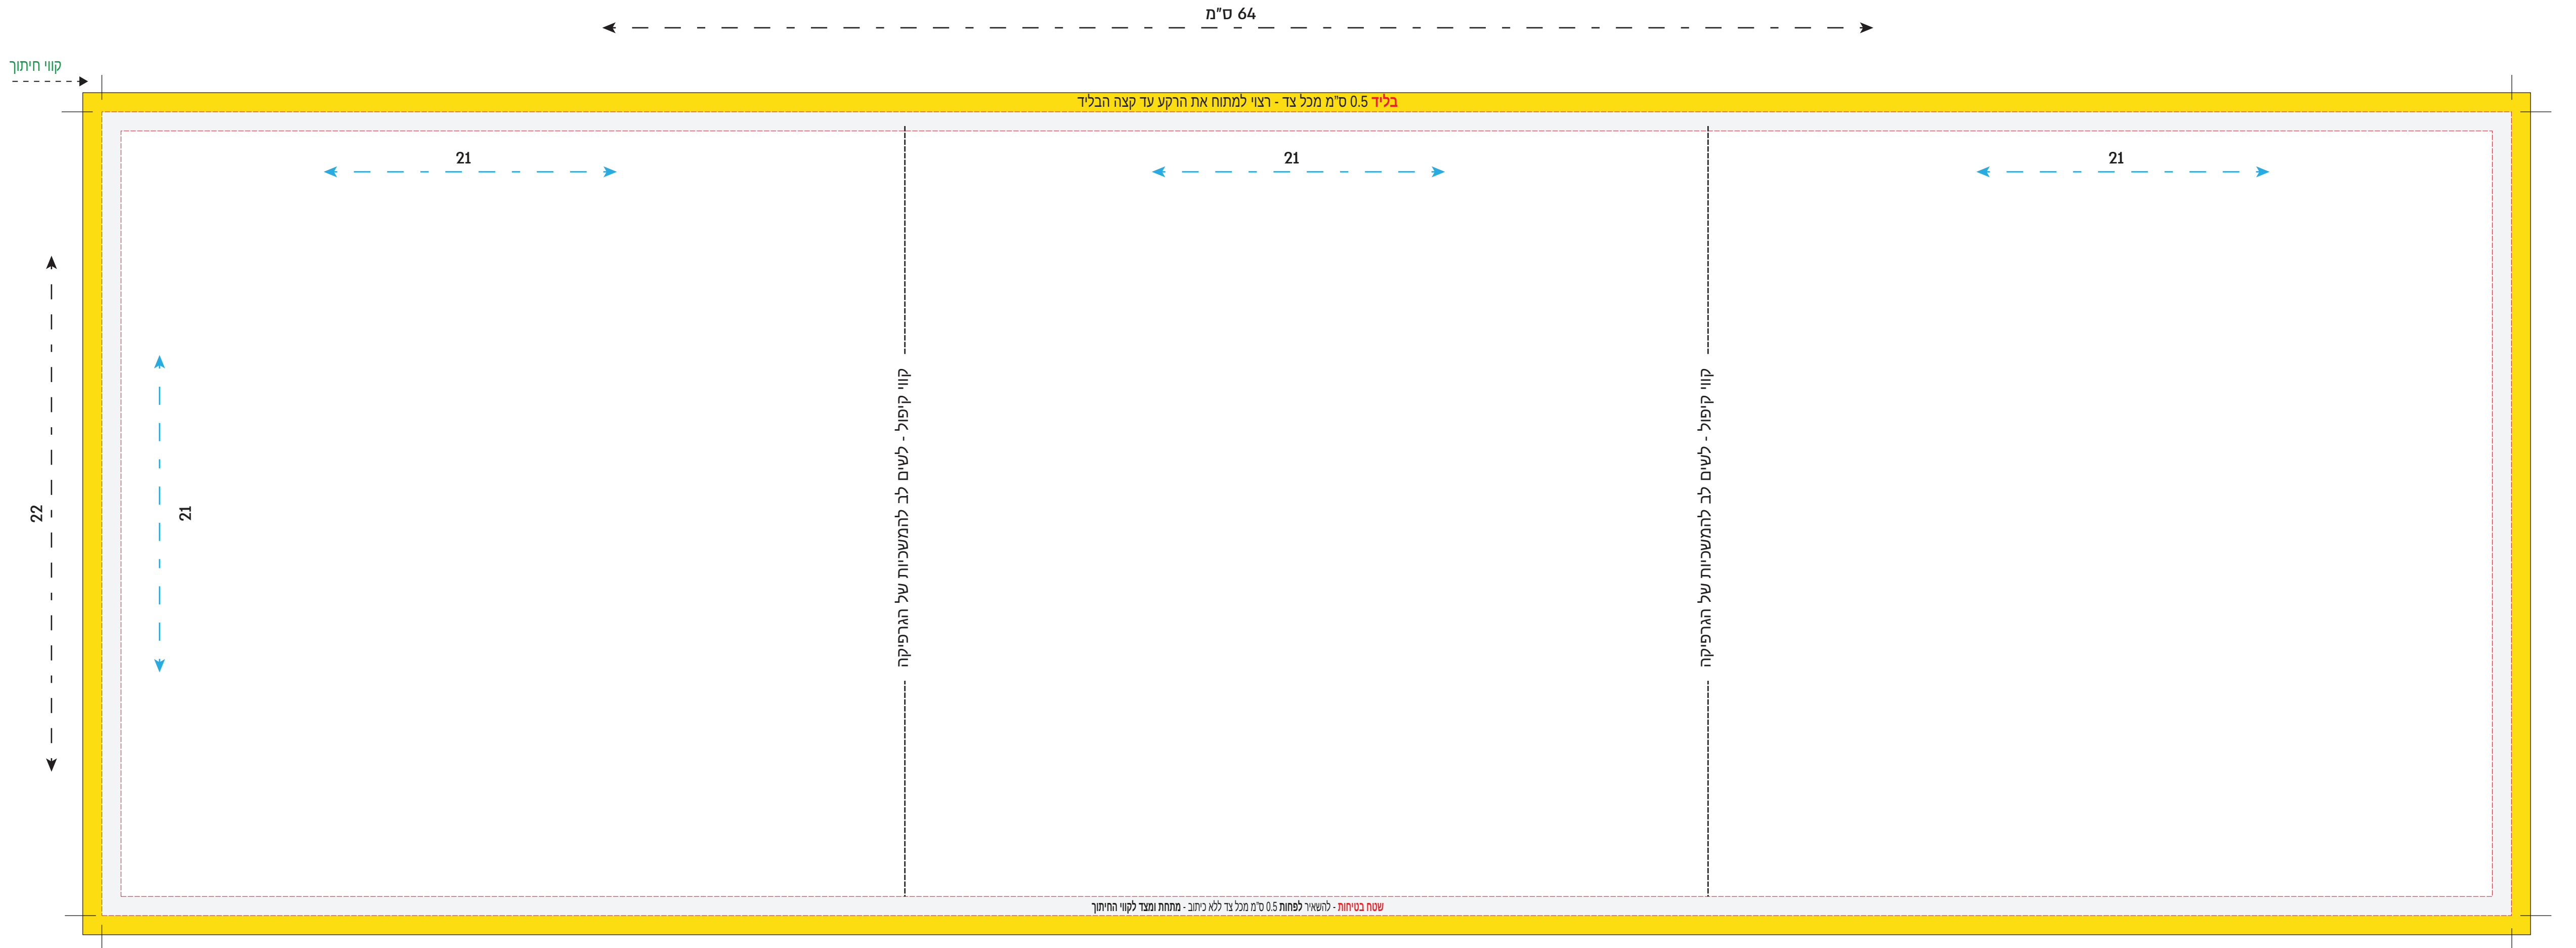 64 ס"מ
קווי חיתוך
בליד 0.5 ס"מ מכל צד - רצוי למתוח את הרקע עד קצה הבליד
21
21
21
22
21
קווי קיפול - לשים לב להמשכיות של הגרפיקה
קווי קיפול - לשים לב להמשכיות של הגרפיקה
שטח בטיחות - להשאיר לפחות 0.5 ס"מ מכל צד ללא כיתוב - מתחת ומצד לקווי החיתוך